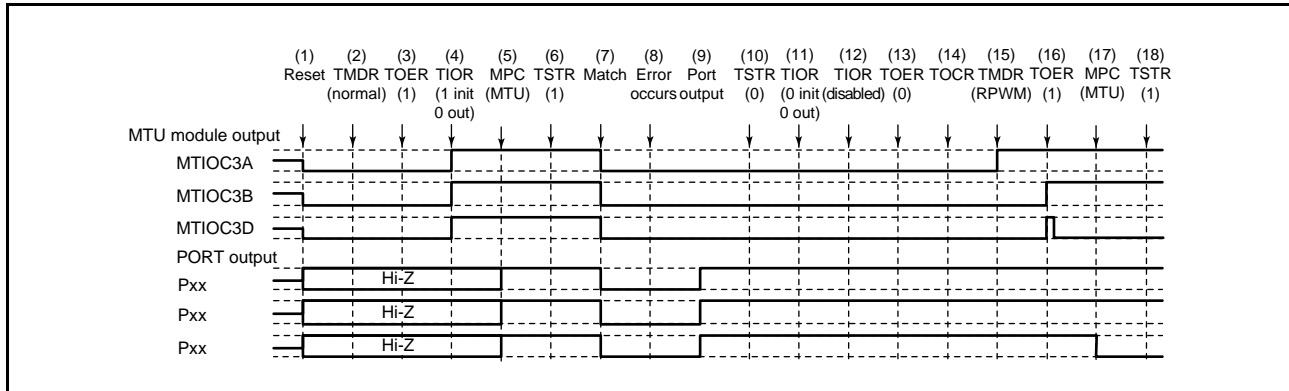 (1) (2) (3) (4) (5) (6) (7) (8) (9) (10) (11) (12) (13) (14) (15) (16) (17) (18)
Reset TMDR TOER TIOR MPC TSTR Match Error Port TSTR TIOR TIOR TOER TOCR TMDR TOER MPC TSTR
(normal) (1) (1 init (MTU) (1) occurs output (0) (0 init (disabled) (0) (RPWM) (1) (MTU) (1)
0 out) 0 out)
MTU module output
MTIOC3A
MTIOC3B
MTIOC3D
PORT output
Pxx Hi-Z
Pxx Hi-Z
Pxx Hi-Z